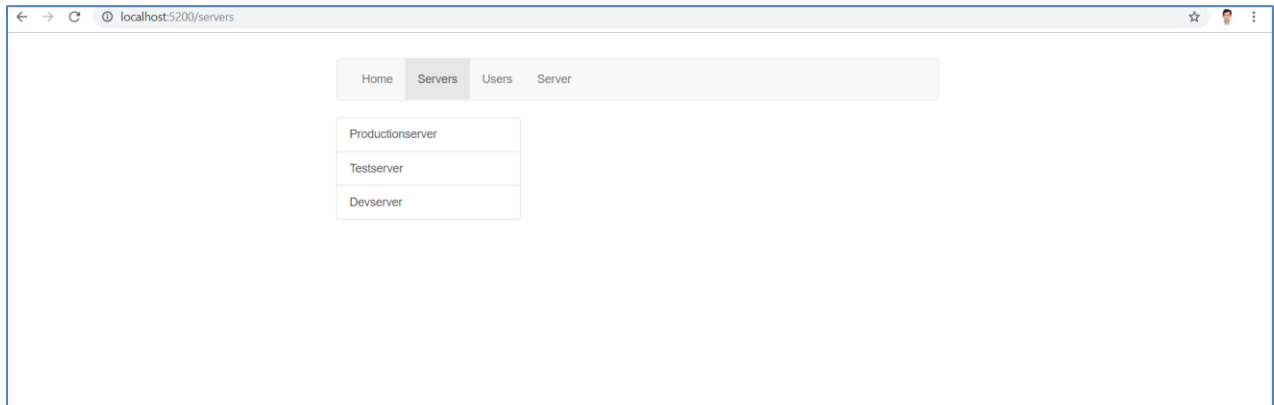 localhost:5200/servers
Home Servers Users Server
Productionserver
Testserver
Devserver